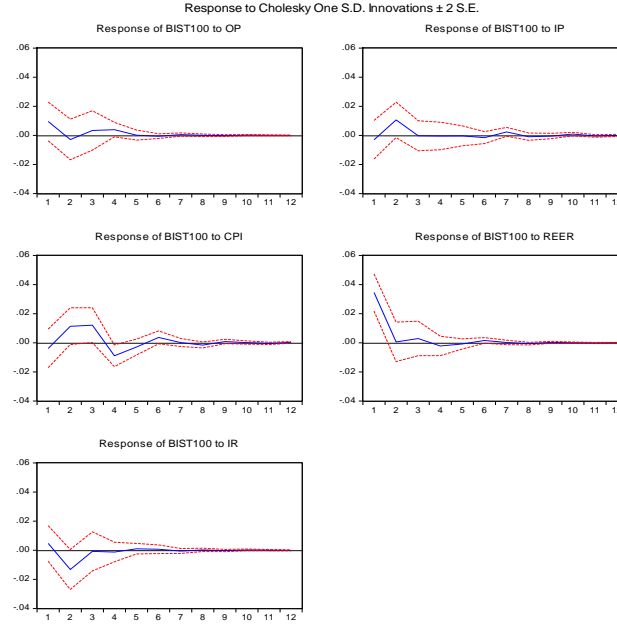 Response to Cholesky One S.D. Innovations ± 2 S.E.
Response of BIST100 to OP
.06
.04
.02
.00
-.02
-.04
1 2 3 4 5 6 7 8 9 10 11 12
Response of BIST100 to IP
.06
.04
.02
.00
-.02
-.04
1 2 3 4 5 6 7 8 9 10 11
Response of BIST100 to CPI
.06
.04
.02
.00
-.02
-.04
1 2 3 4 5 6 7 8 9 10 11 12
Response of BIST100 to REER
.06
.04
.02
.00
-.02
-.04
1 2 3 4 5 6 7 8 9 10 11
Response of BIST100 to IR
.06
.04
.02
.00
-.02
-.04
1 2 3 4 5 6 7 8 9 10 11 12